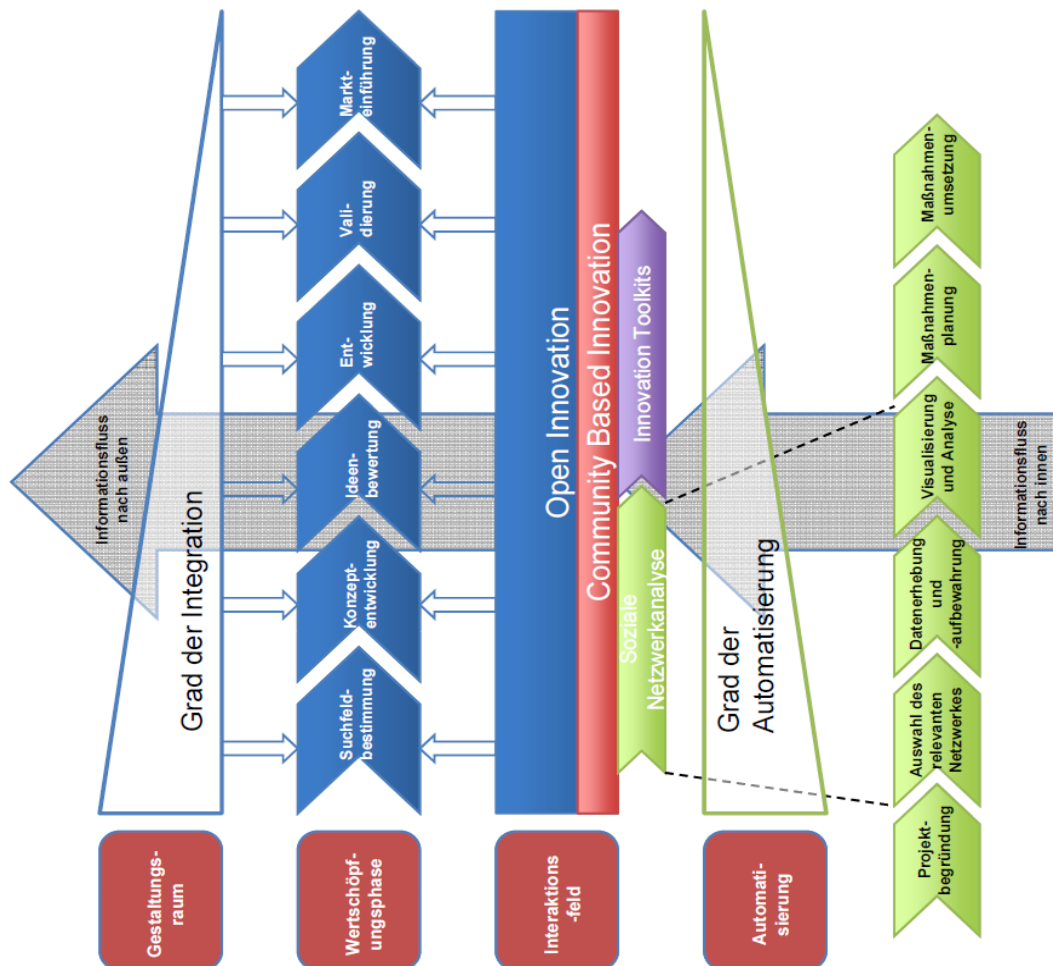 Gestaltungs-
raum
Grad der Integration
Informationsfluss
nach außen
Wertschöpf-
ungsphase
Suchfeld-
bestimmung
Konzept-
entwicklung
Ideen-
bewertung
Ent-
wicklung
Vali-
dierung
Markt-
einführung
Interaktions
-feld
Open Innovation
Community Based Innovation
Soziale
Netzwerkanalyse
Innovation Toolkits
Automati-
sierung
Grad der
Automatisierung
Projekt-
begründung
Auswahl des
relevanten
Netzwerkes
Datenerhebung
und
-aufbewahrung
Visualisierung
und Analyse
Maßnahmen-
planung
Maßnahmen-
umsetzung
Informationsfluss
nach innen